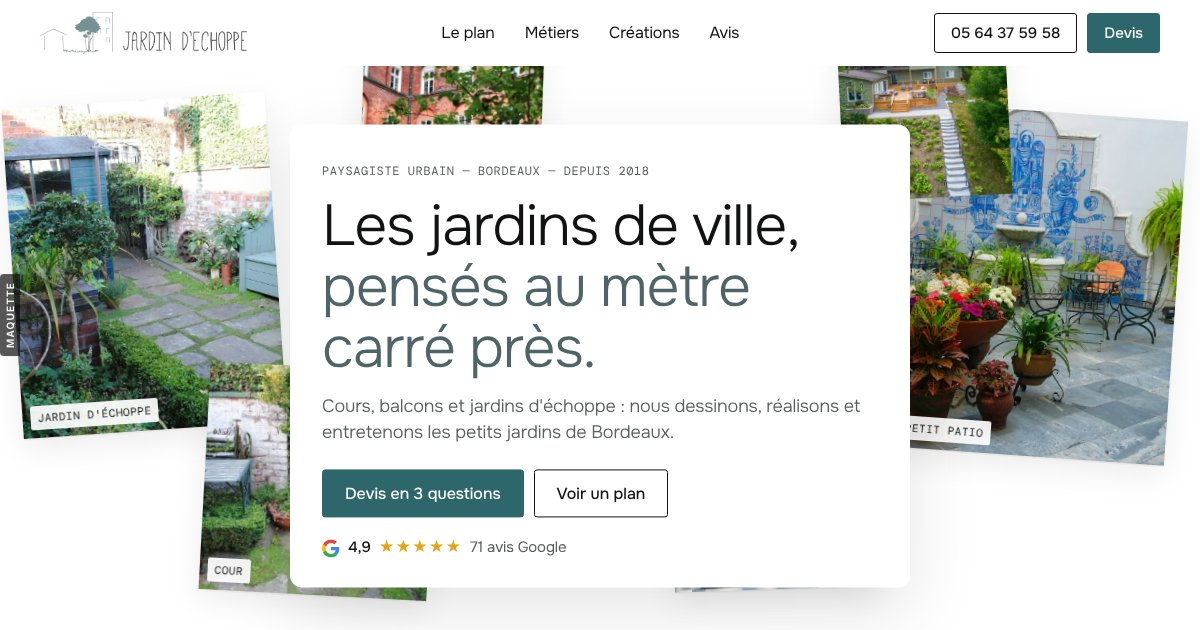 JARDIN D'ECHOPPE
Le plan
Métiers
Créations
Avis
05 64 37 59 58
Devis
PAYSAGISTE URBAIN — BORDEAUX — DEPUIS 2018
Les jardins de ville,
pensés au mètre
carré près.
Cours, balcons et jardins d'échoppe : nous dessinons, réalisons et
entretenons les petits jardins de Bordeaux.
Devis en 3 questions
Voir un plan
4,9 ★★★★★ 71 avis Google
MAQUETTE
JARDIN D'ÉCHOPPE
COUR
PETIT PATIO